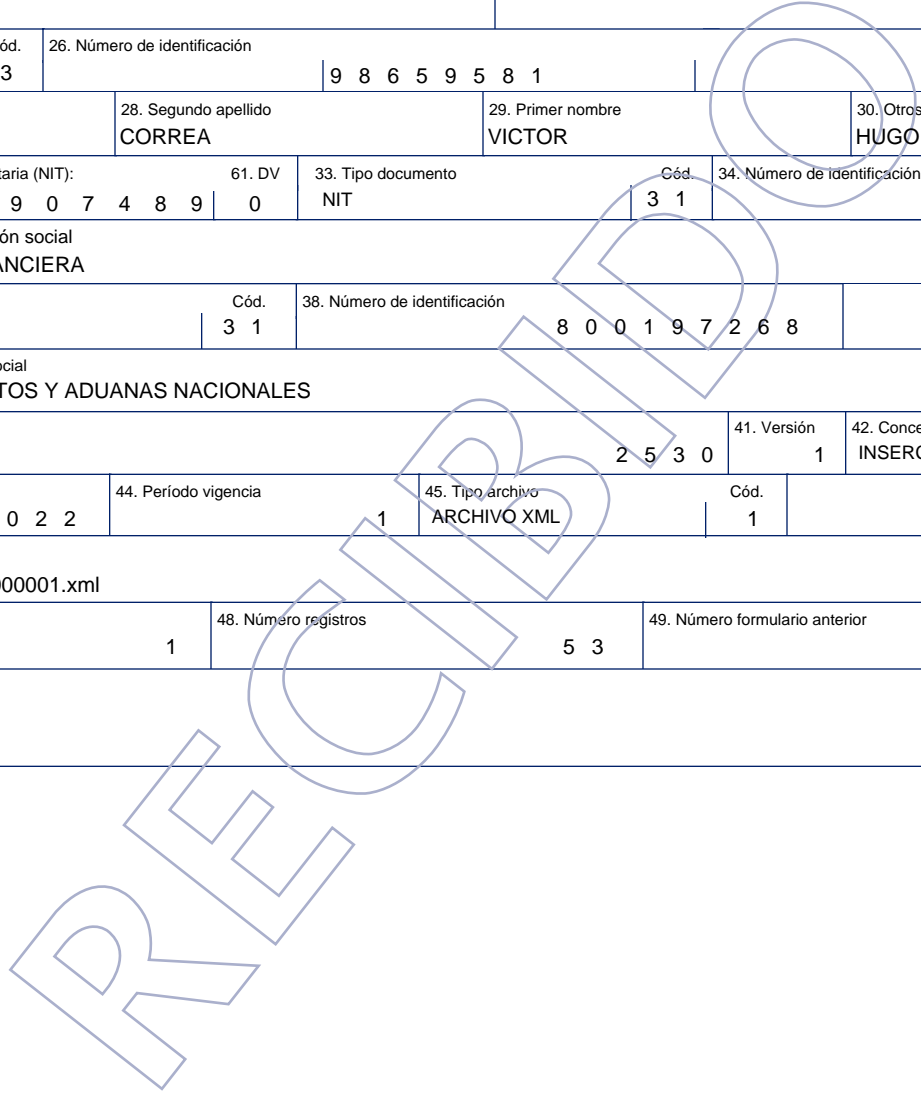 ód. 26. Número de identificación
3 9 8 6 5 9 5 8 1
28. Segundo apellido 29. Primer nombre 30. Otros
CORREA VICTOR HUGO
taria (NIT): 61. DV 33. Tipo documento Cód. 34. Número de identificación
9 0 7 4 8 9 0 NIT 3 1
ón social
ANCIERA
Cód. 38. Número de identificación
3 1 8 0 0 1 9 7 2 6 8
ocial
TOS Y ADUANAS NACIONALES
41. Versión 42. Conce
2 5 3 0 1 INSERC
44. Período vigencia 45. Tipo archivo Cód.
0 2 2 1 ARCHIVO XML 1
000001.xml
48. Número registros 49. Número formulario anterior
1 5 3
RECIBIDO